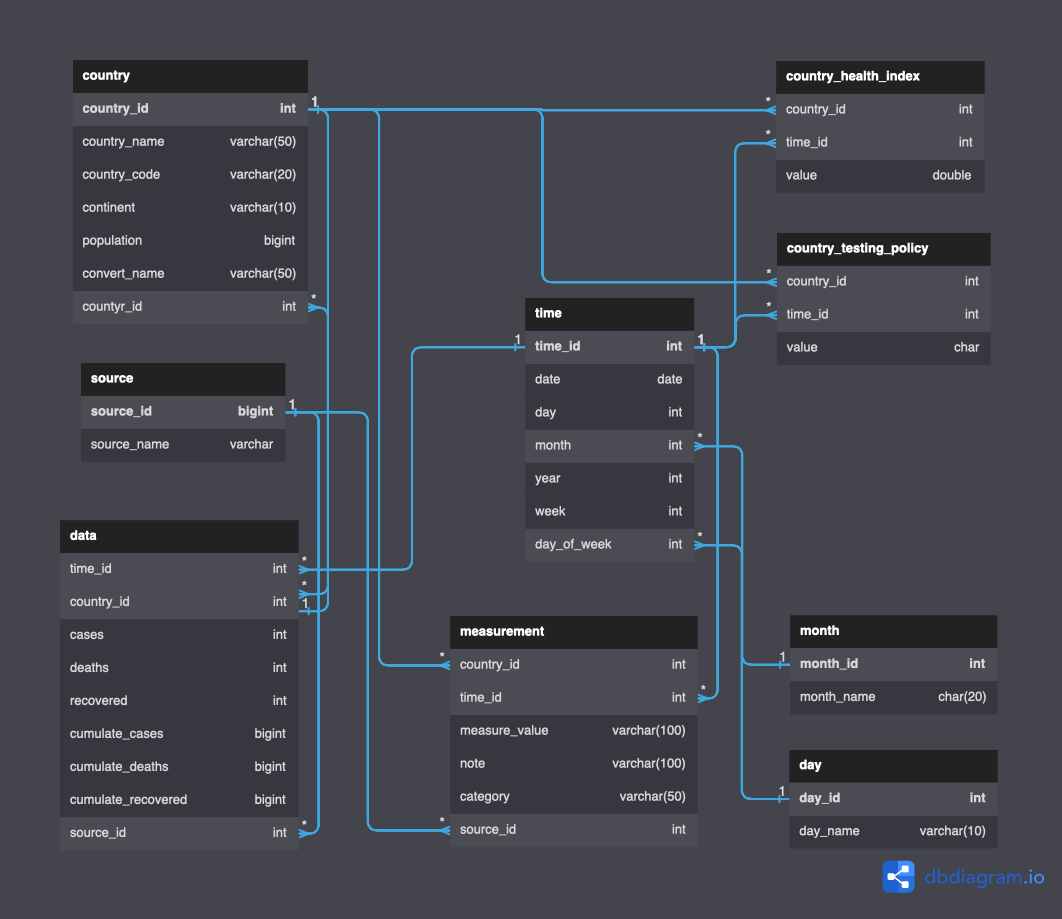 country
country_id int
country_name varchar(50)
country_code varchar(20)
continent varchar(10)
population bigint
convert_name varchar(50)
countyr_id int
1
*
country_health_index
country_id int
time_id int
value double
*
*
country_testing_policy
country_id int
time_id int
value char
*
*
time
time_id int
date date
day int
month int
year int
week int
day_of_week int
1
1
*
*
source
source_id bigint
source_name varchar
1
data
time_id int
country_id int
cases int
deaths int
recovered int
cumulate_cases bigint
cumulate_deaths bigint
cumulate_recovered bigint
source_id int
*
*
1
*
measurement
country_id int
time_id int
measure_value varchar(100)
note varchar(100)
category varchar(50)
source_id int
*
*
*
month
month_id int
month_name char(20)
1
day
day_id int
day_name varchar(10)
1
dbdiagram.io